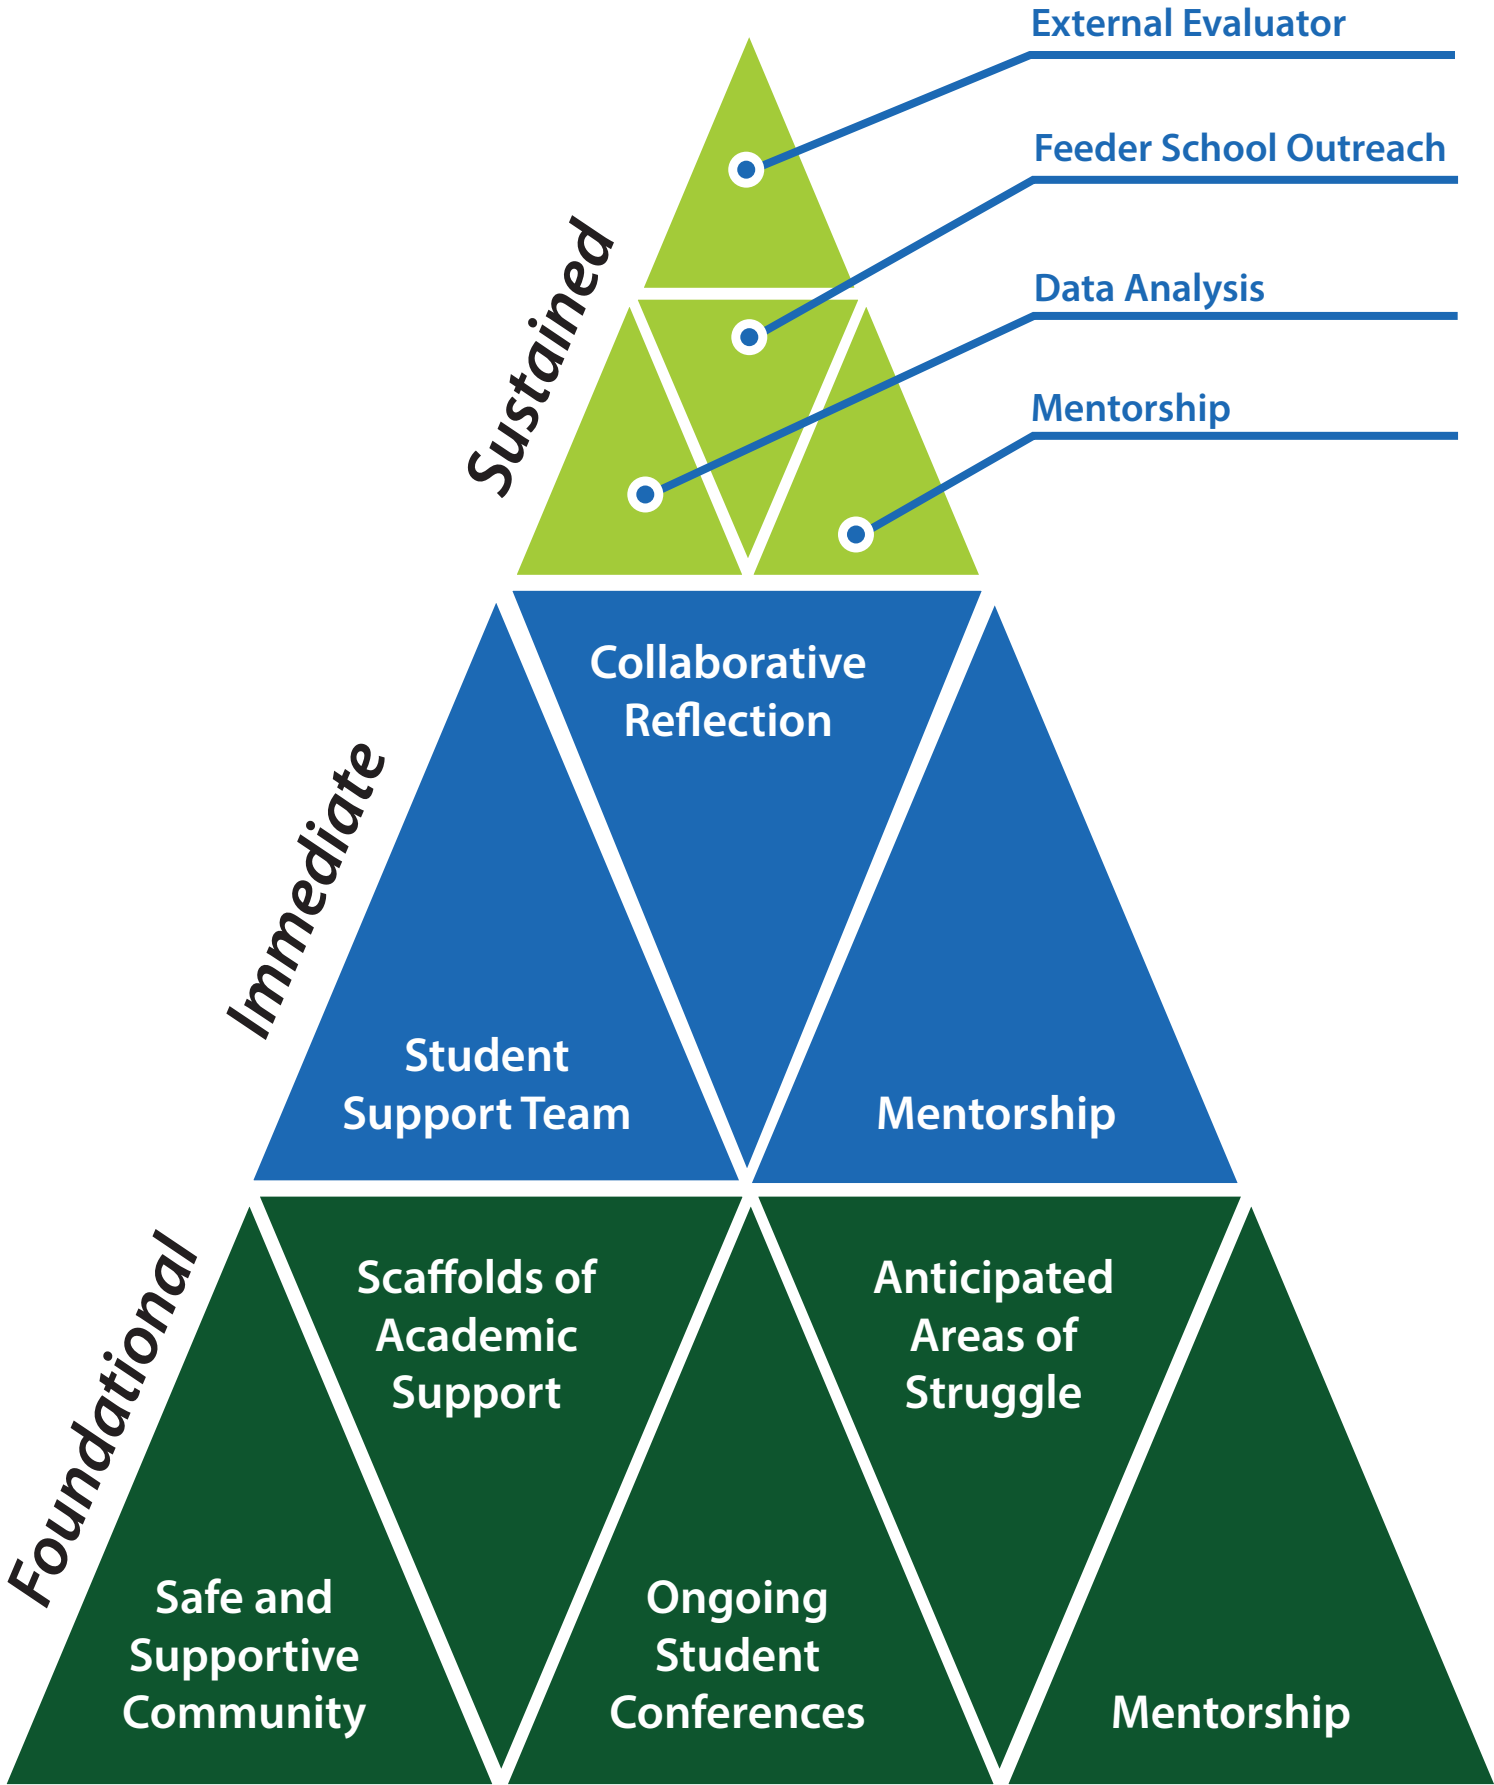 External Evaluator
Feeder School Outreach
Data Analysis
Mentorship
Sustained
Collaborative
Reflection
Immediate
Student
Support Team
Mentorship
Foundational
Scaffolds of
Academic
Support
Anticipated
Areas of
Struggle
Safe and
Supportive
Community
Ongoing
Student
Conferences
Mentorship